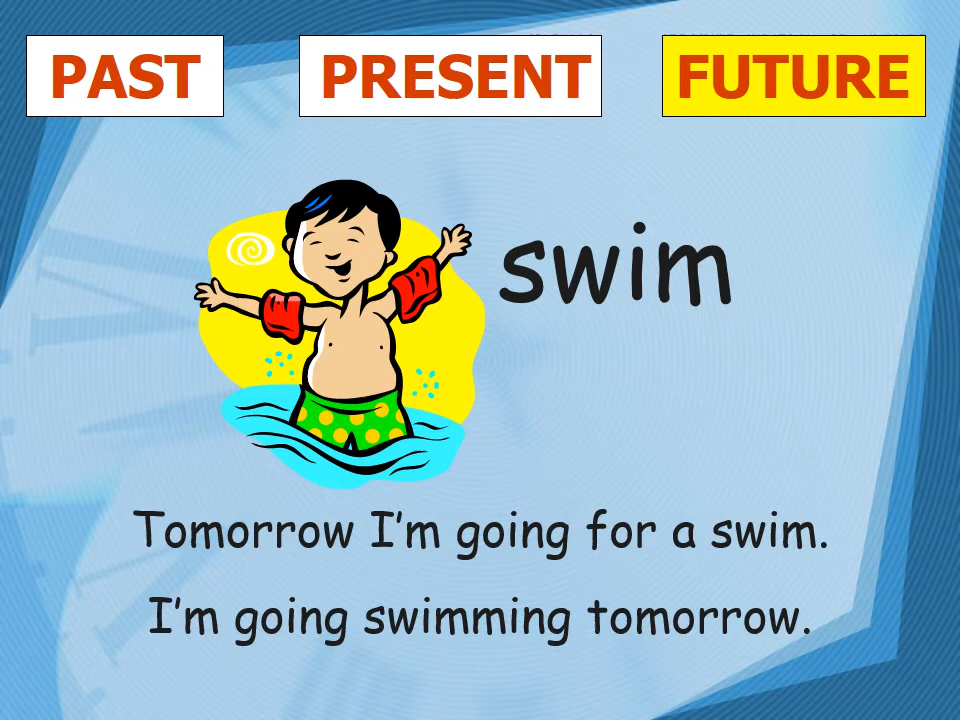 PAST PRESENT FUTURE
swim
Tomorrow I'm going for a swim.
I'm going swimming tomorrow.